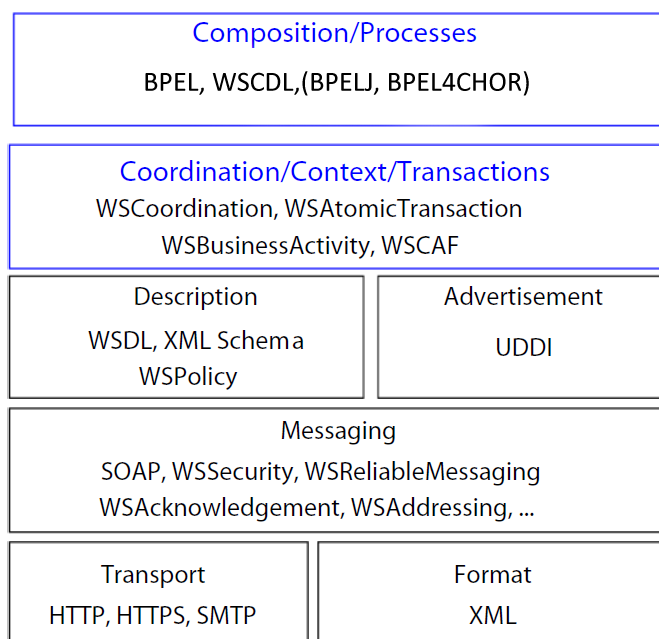 Composition/Processes
BPEL, WSCDL,(BPELJ, BPEL4CHOR)
Coordination/Context/Transactions
WSCoordination, WSAtomicTransaction
WSBusinessActivity, WSCAF
Description
WSDL, XML Schema
WSPolicy
Advertisement
UDDI
Messaging
SOAP, WSSecurity, WSReliableMessaging
WSAcknowledgement, WSAddressing, ...
Transport
HTTP, HTTPS, SMTP
Format
XML